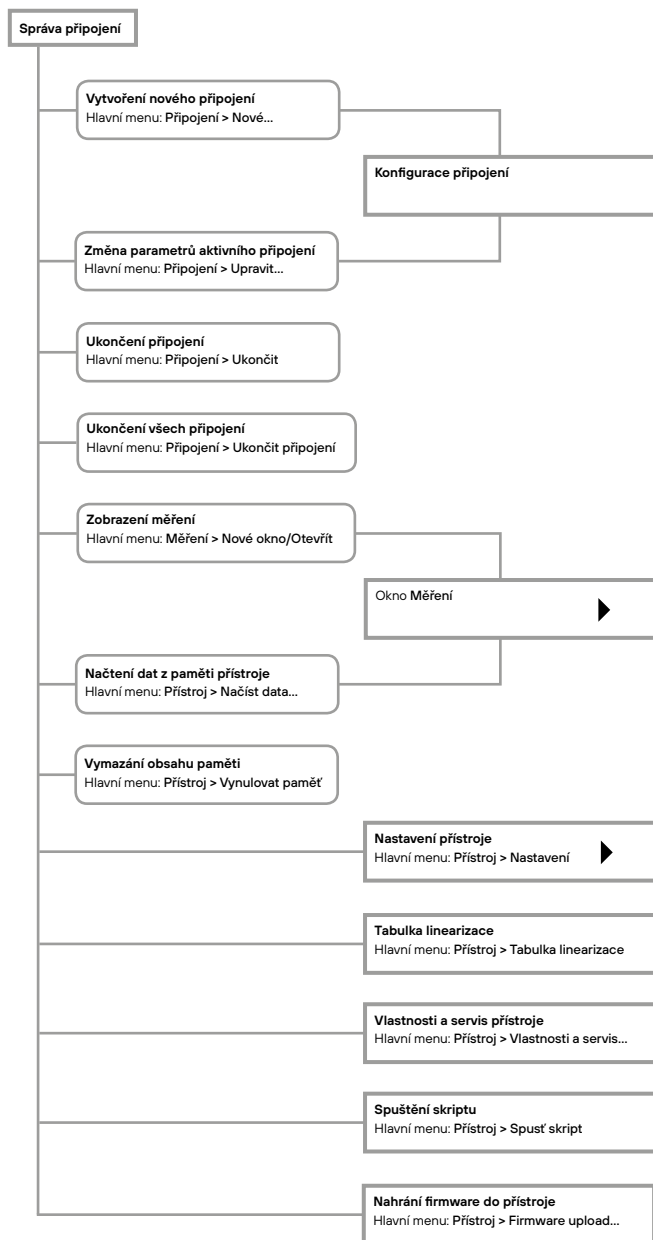 Správa připojení
Vytvoření nového připojení
Hlavní menu: Připojení > Nové...
Konfigurace připojení
Změna parametrů aktivního připojení
Hlavní menu: Připojení > Upravit...
Ukončení připojení
Hlavní menu: Připojení > Ukončit
Ukončení všech připojení
Hlavní menu: Připojení > Ukončit připojení
Zobrazení měření
Hlavní menu: Měření > Nové okno/Otevřít
Okno Měření
Načtení dat z paměti přístroje
Hlavní menu: Přístroj > Načíst data...
Vymazání obsahu paměti
Hlavní menu: Přístroj > Vynulovat paměť
Nastavení přístroje
Hlavní menu: Přístroj > Nastavení
Tabulka linearizace
Hlavní menu: Přístroj > Tabulka linearizace
Vlastnosti a servis přístroje
Hlavní menu: Přístroj > Vlastnosti a servis...
Spuštění skriptu
Hlavní menu: Přístroj > Spusť skript
Nahrání firmware do přístroje
Hlavní menu: Přístroj > Firmware upload...